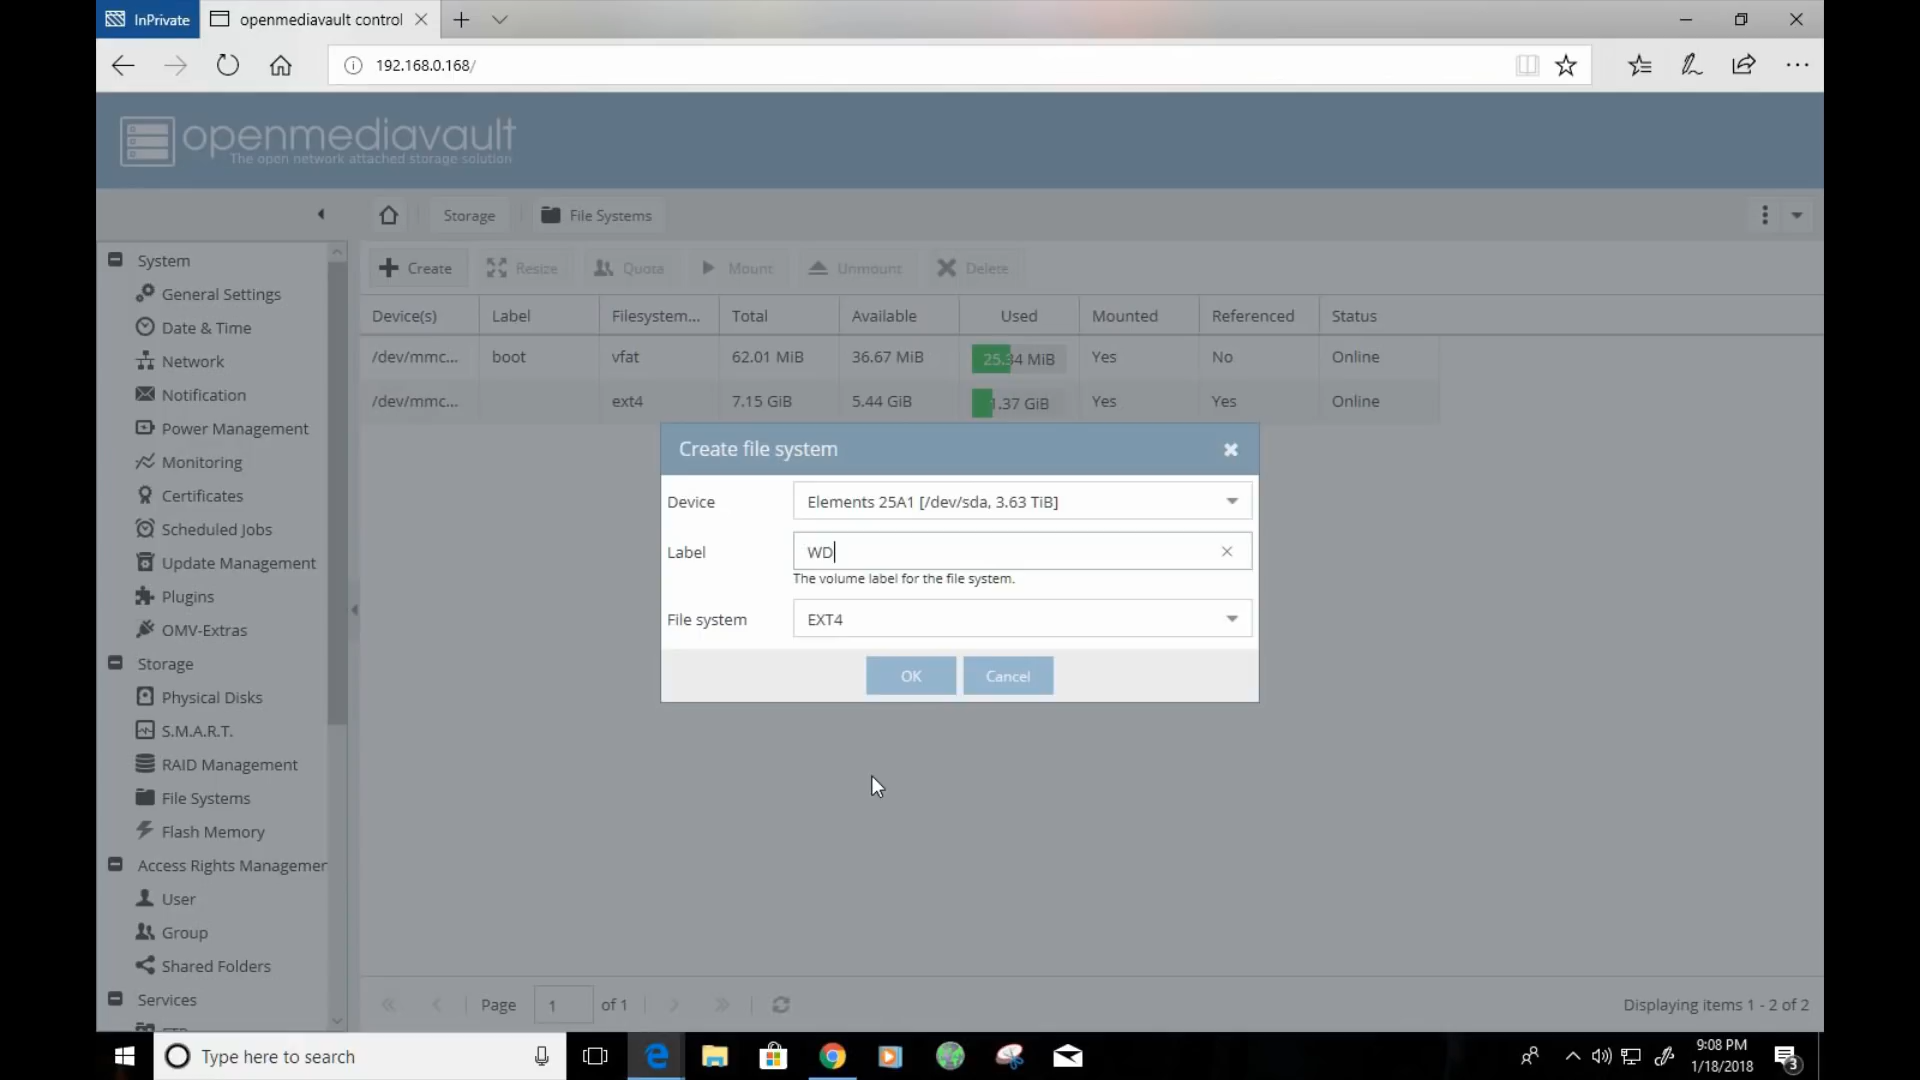 InPrivate
openmediavault control
192.168.0.168/
openmediavault
The open network attached storage solution
Storage
File Systems
Create
Resize
Quota
Mount
Unmount
Delete
Device(s) Label Filesystem... Total Available Used Mounted Referenced Status
/dev/mmc... boot vfat 62.01 MiB 36.67 MiB 25.34 MiB Yes No Online
/dev/mmc... ext4 7.15 GiB 5.44 GiB 1.37 GiB Yes Yes Online
System
General Settings
Date & Time
Network
Notification
Power Management
Monitoring
Certificates
Scheduled Jobs
Update Management
Plugins
OMV-Extras
Storage
Physical Disks
S.M.A.R.T.
RAID Management
File Systems
Flash Memory
Access Rights Managemen
User
Group
Shared Folders
Services
Create file system
Device Elements 25A1 [/dev/sda, 3.63 TiB]
Label WD
The volume label for the file system.
File system EXT4
OK Cancel
Page 1 of 1
Displaying items 1 - 2 of 2
Type here to search
9:08 PM
1/18/2018
3